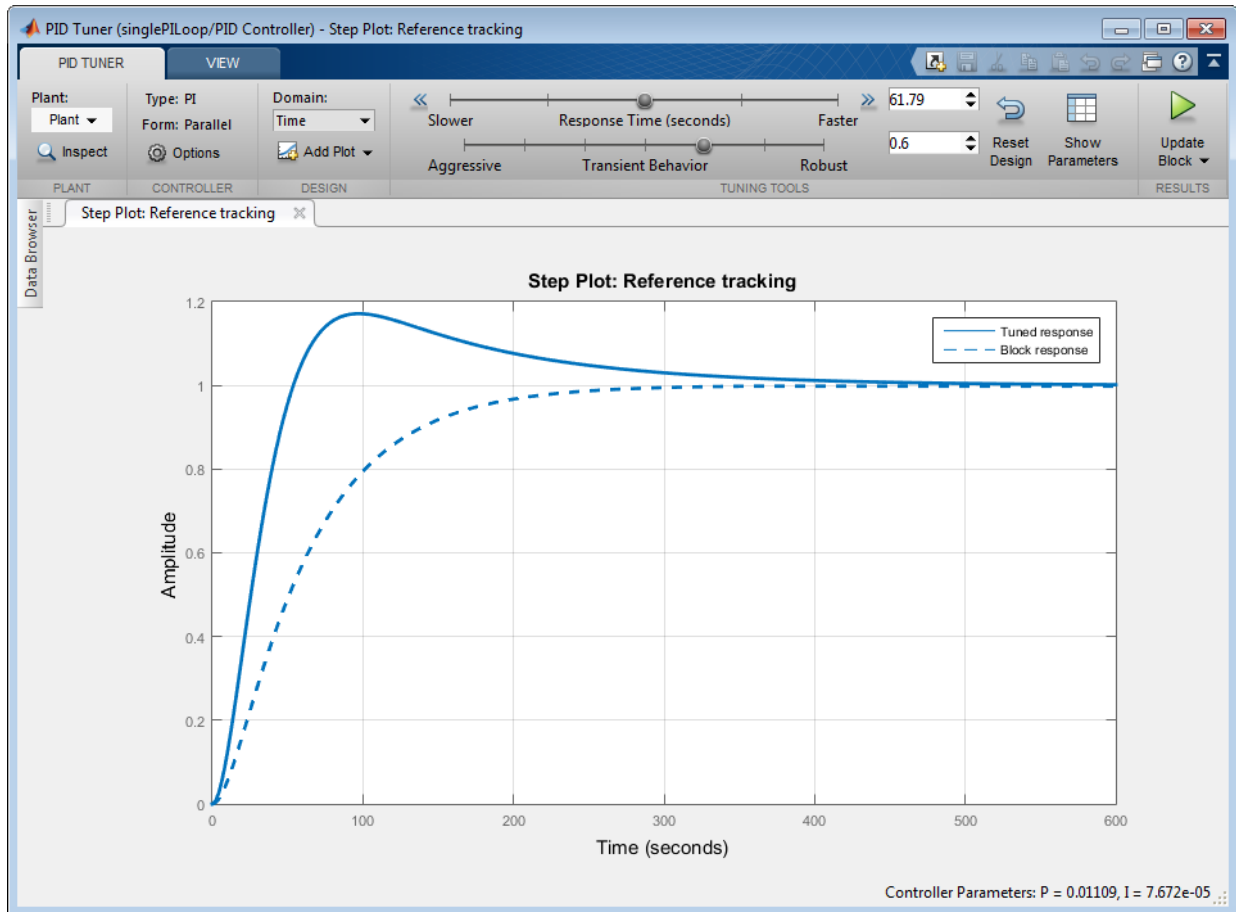 PID Tuner (singlePILoop/PID Controller) - Step Plot: Reference tracking
PID TUNER
VIEW
Plant:
Plant
Inspect
PLANT
Type: PI
Form: Parallel
Options
CONTROLLER
Domain:
Time
Add Plot
DESIGN
Slower
Response Time (seconds)
Faster
61.79
Aggressive
Transient Behavior
Robust
0.6
Reset
Design
Show
Parameters
TUNING TOOLS
Update
Block
RESULTS
Data Browser
Step Plot: Reference tracking
Step Plot: Reference tracking
Tuned response
Block response
Amplitude
1.2
1
0.8
0.6
0.4
0.2
0
0 100 200 300 400 500 600
Time (seconds)
Controller Parameters: P = 0.01109, I = 7.672e-05